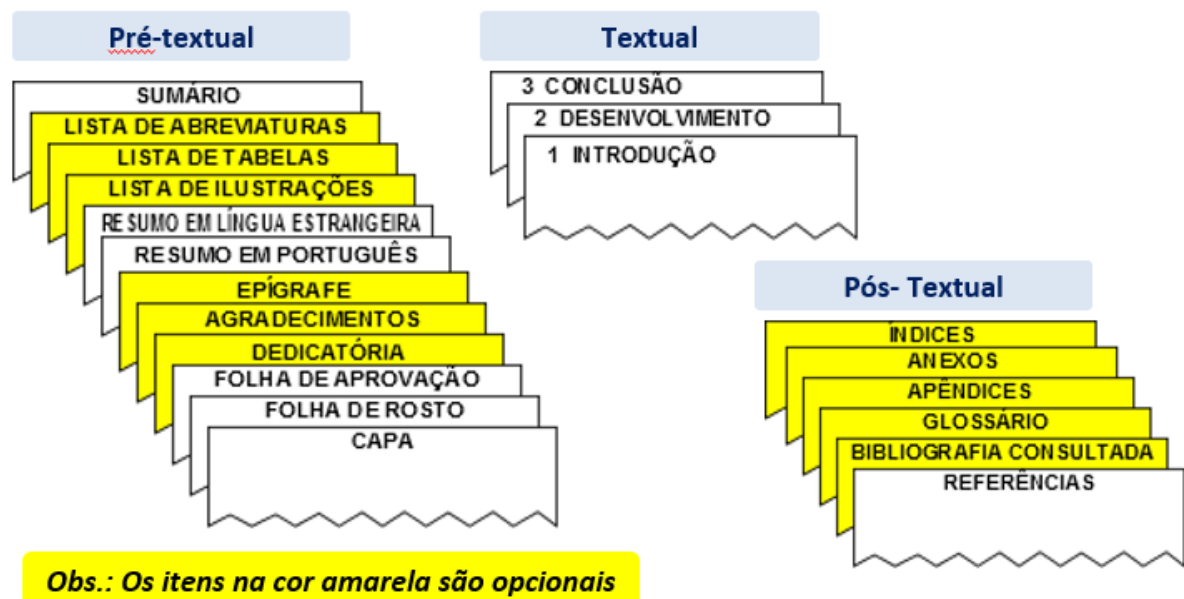 Pré-textual
SUMÁRIO
LISTA DE ABREVIATURAS
LISTA DE TABELAS
LISTA DE ILUSTRAÇÕES
RESUMO EM LÍNGUA ESTRANGEIRA
RESUMO EM PORTUGUÊS
EPÍGRAFE
AGRADECIMENTOS
DEDICATÓRIA
FOLHA DE APROVAÇÃO
FOLHA DE ROSTO
CAPA
Textual
3 CONCLUSÃO
2 DESENVOLVIMENTO
1 INTRODUÇÃO
Pós- Textual
ÍNDICES
ANEXOS
APÊNDICES
GLOSSÁRIO
BIBLIOGRAFIA CONSULTADA
REFERÊNCIAS
Obs.: Os itens na cor amarela são opcionais